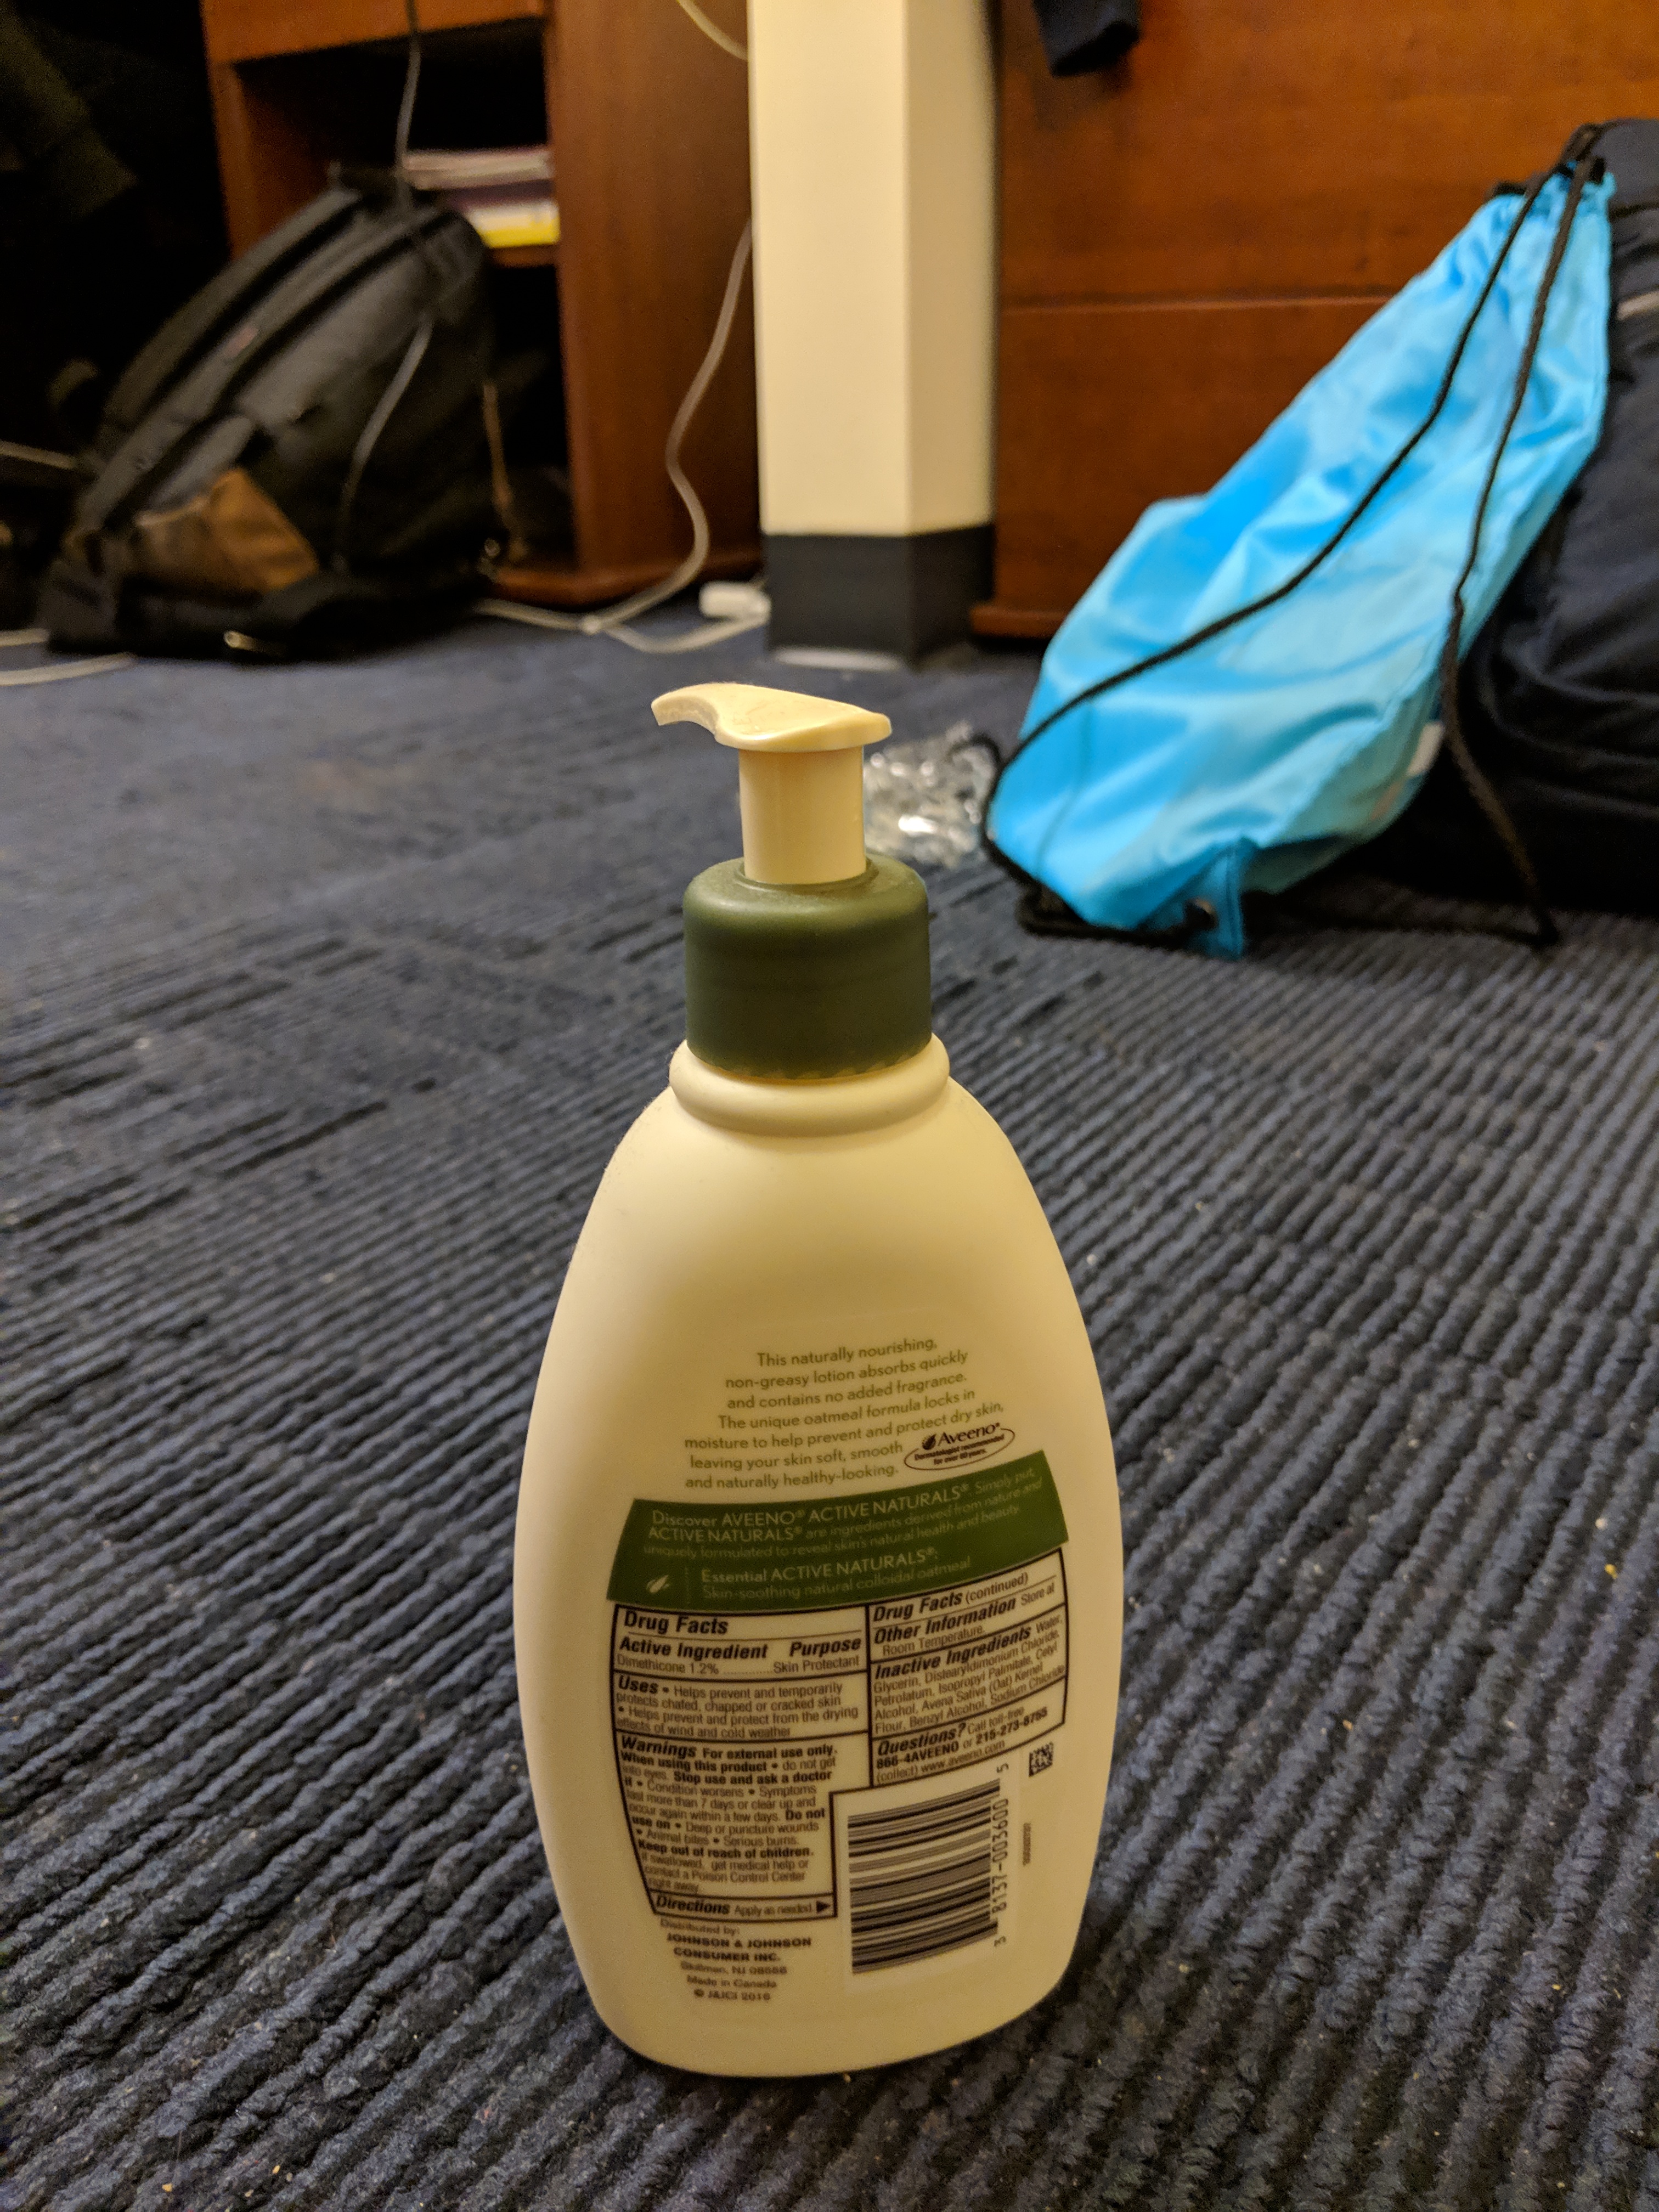 This naturally nourishing,
non-greasy lotion absorbs quickly
and contains no added fragrance.
The unique oatmeal formula locks in
moisture to help prevent and protect dry skin,
leaving your skin soft, smooth
and naturally healthy-looking.
Aveeno®
Dermatologist recommended
for over 60 years.
Discover AVEENO® ACTIVE NATURALS® Simply put,
ACTIVE NATURALS® are ingredients derived from nature and
uniquely formulated to reveal skin's natural health and beauty.
Essential ACTIVE NATURALS®:
Skin-soothing natural colloidal oatmeal
Drug Facts
Active Ingredient Purpose
Dimethicone 1.2% ............Skin Protectant
Uses • Helps prevent and temporarily
protects chafed, chapped or cracked skin
• Helps prevent and protect from the drying
effects of wind and cold weather
Warnings For external use only.
When using this product • do not get
into eyes. Stop use and ask a doctor
if • Condition worsens • Symptoms
last more than 7 days or clear up and
occur again within a few days. Do not
use on • Deep or puncture wounds
• Animal bites • Serious burns.
Keep out of reach of children.
If swallowed, get medical help or
contact a Poison Control Center
right away.
Directions Apply as needed ▶
Drug Facts (continued)
Other Information Store at
Room Temperature.
Inactive Ingredients Water,
Glycerin, Distearyldimonium Chloride,
Petrolatum, Isopropyl Palmitate, Cetyl
Alcohol, Avena Sativa (Oat) Kernel
Flour, Benzyl Alcohol, Sodium Chloride
Questions? Call toll-free
866-4AVEENO or 215-273-8755
(collect) www.aveeno.com
3 8137-003600 5
Distributed by:
JOHNSON & JOHNSON
CONSUMER INC.
Skillman, NJ 08558
Made in Canada
© J&JCI 2016